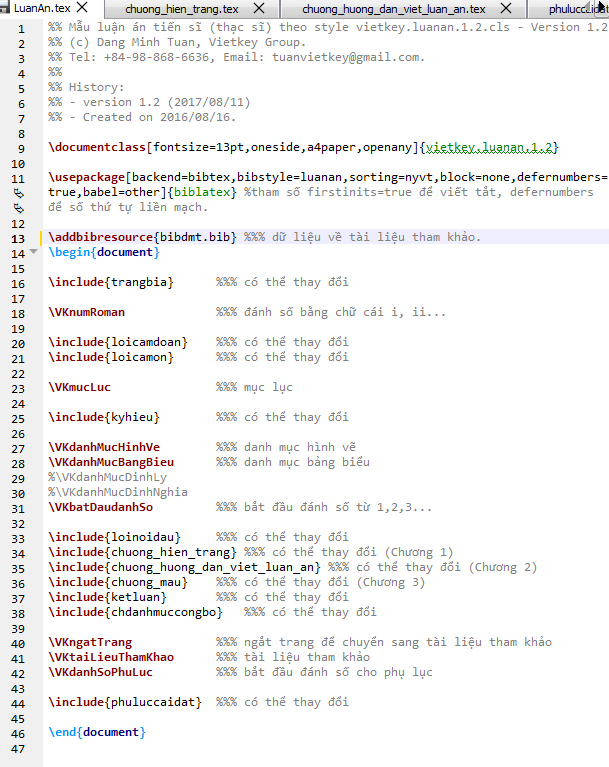 LuanAn.tex chuong_hien_trang.tex chuong_huong_dan_viet_luan_an.tex
1 %% Mẫu luận án tiến sĩ (thạc sĩ) theo style vietkey.luanan.1.2.cls - Version 1.2
2 %% (c) Dang Minh Tuan, Vietkey Group.
3 %% Tel: +84-98-868-6636, Email: tuanvietkey@gmail.com.
4 %%
5 %% History:
6 %% - version 1.2 (2017/08/11)
7 %% - Created on 2016/08/16.
8
9 \documentclass[fontsize=13pt,oneside,a4paper,openany]{vietkey.luanan.1.2}
10
11 \usepackage[backend=bibtex,bibstyle=luanan,sorting=nyvt,block=none,defernumbers=
true,babel=other]{biblatex} %tham số firstinits=true để viết tắt, defernumbers
để số thứ tự liền mạch.
12
13 \addbibresource{bibdmt.bib} %%% dữ liệu về tài liệu tham khảo.
14 \begin{document}
15
16 \include{trangbia} %%% có thể thay đổi
17
18 \VKnumRoman %%% đánh số bằng chữ cái i, ii...
19
20 \include{loicamdoan} %%% có thể thay đổi
21 \include{loicamon} %%% có thể thay đổi
22
23 \VKmucLuc %%% mục lục
24
25 \include{kyhieu} %%% có thể thay đổi
26
27 \VKdanhMucHinhVe %%% danh mục hình vẽ
28 \VKdanhMucBangBieu %%% danh mục bảng biểu
29 %\VKdanhMucDinhLy
30 %\VKdanhMucDinhNghia
31 \VKbatDaudanhSo %%% bắt đầu đánh số từ 1,2,3...
32
33 \include{loinoidau} %%% có thể thay đổi
34 \include{chuong_hien_trang} %%% có thể thay đổi (Chương 1)
35 \include{chuong_huong_dan_viet_luan_an} %%% có thể thay đổi (Chương 2)
36 \include{chuong_mau} %%% có thể thay đổi (Chương 3)
37 \include{ketluan} %%% có thể thay đổi
38 \include{chdanhmuccongbo} %%% có thể thay đổi
39
40 \VKngatTrang %%% ngắt trang để chuyển sang tài liệu tham khảo
41 \VKtaiLieuThamKhao %%% tài liệu tham khảo
42 \VKdanhSoPhuLuc %%% bắt đầu đánh số cho phụ lục
43
44 \include{phuluccaidat} %%% có thể thay đổi
45
46 \end{document}
47